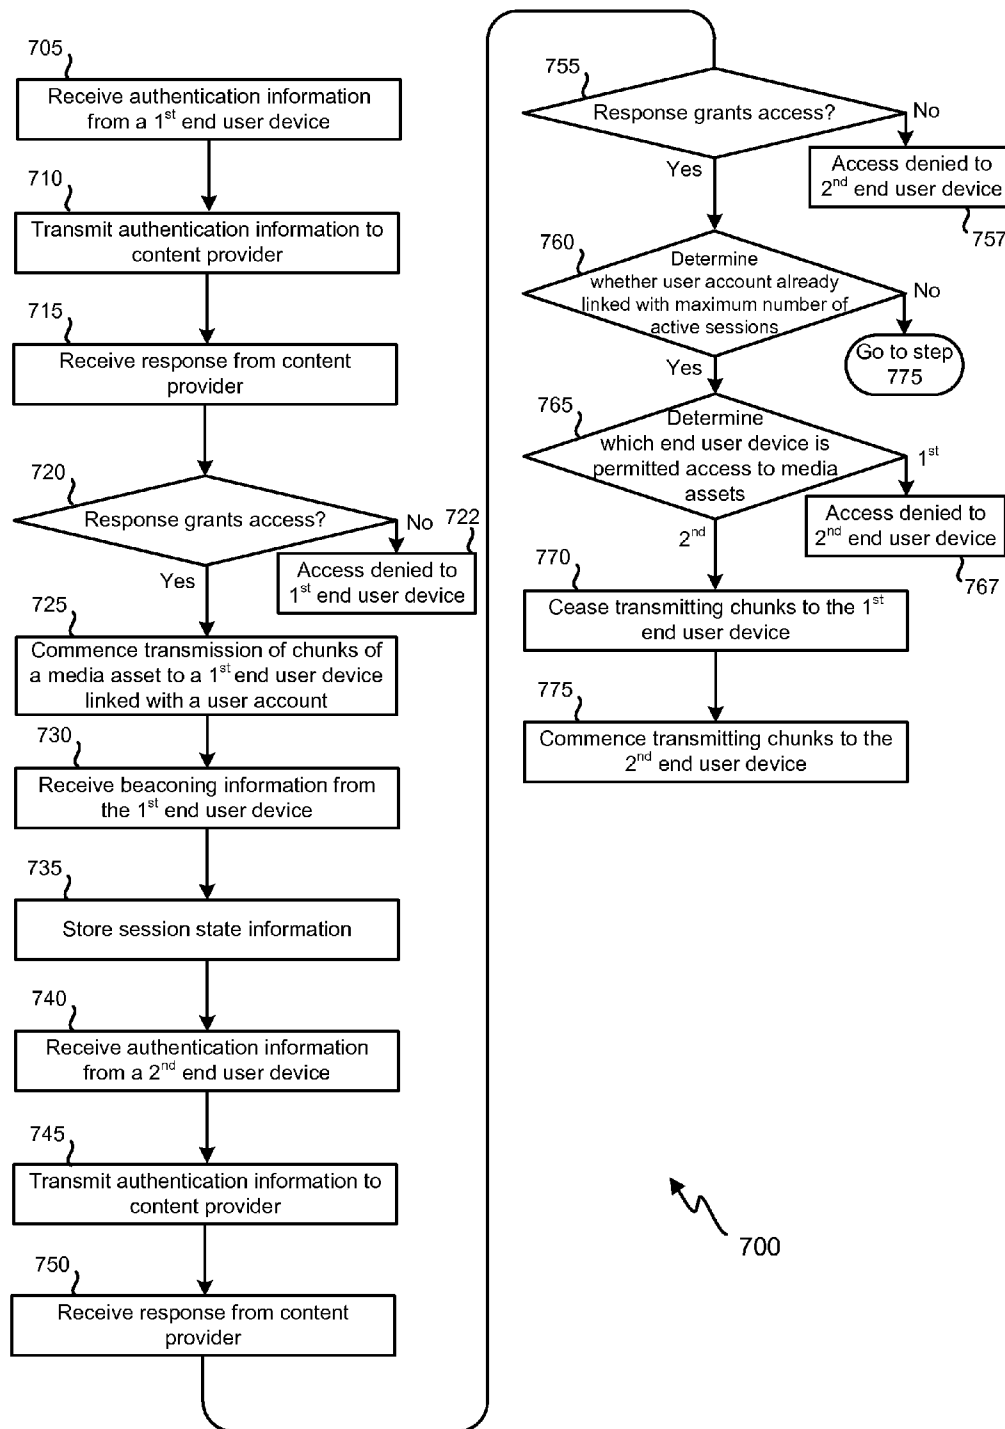 705
Receive authentication information
from a 1st end user device
710
Transmit authentication information to
content provider
715
Receive response from content
provider
720
Response grants access?
No
722
Yes
Access denied to
1st end user device
725
Commence transmission of chunks of
a media asset to a 1st end user device
linked with a user account
730
Receive beaconing information from
the 1st end user device
735
Store session state information
740
Receive authentication information
from a 2nd end user device
745
Transmit authentication information to
content provider
750
Receive response from content
provider
755
Response grants access?
No
Yes
Access denied to
2nd end user device
757
760
Determine
whether user account already
linked with maximum number of
active sessions
No
Yes
Go to step
775
765
Determine
which end user device is
permitted access to media
assets
1st
2nd
Access denied to
2nd end user device
767
770
Cease transmitting chunks to the 1st
end user device
775
Commence transmitting chunks to the
2nd end user device
700